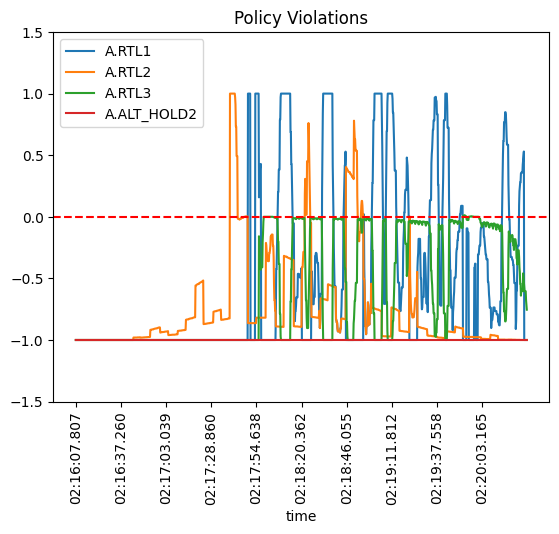 Policy Violations
A.RTL1
A.RTL2
A.RTL3
A.ALT_HOLD2
1.5
1.0
0.5
0.0
−0.5
−1.0
−1.5
02:16:07.807
02:16:37.260
02:17:03.039
02:17:28.860
02:17:54.638
02:18:20.362
02:18:46.055
02:19:11.812
02:19:37.558
02:20:03.165
time